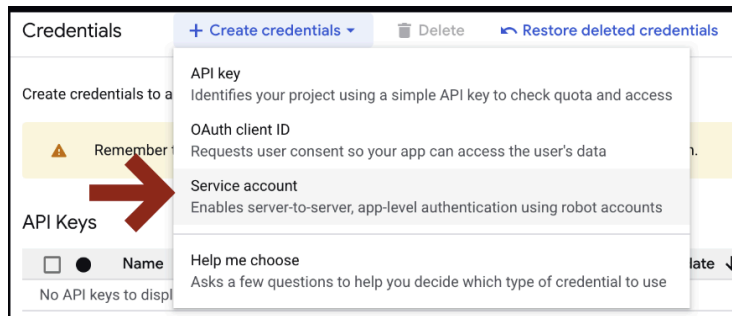 Credentials + Create credentials Delete Restore deleted credentials
API key
Create credentials to a Identifies your project using a simple API key to check quota and access
OAuth client ID
Remember Requests user consent so your app can access the user's data n.
Service account
Enables server-to-server, app-level authentication using robot accounts
API Keys
Help me choose
Name late
Asks a few questions to help you decide which type of credential to use
No API keys to displ